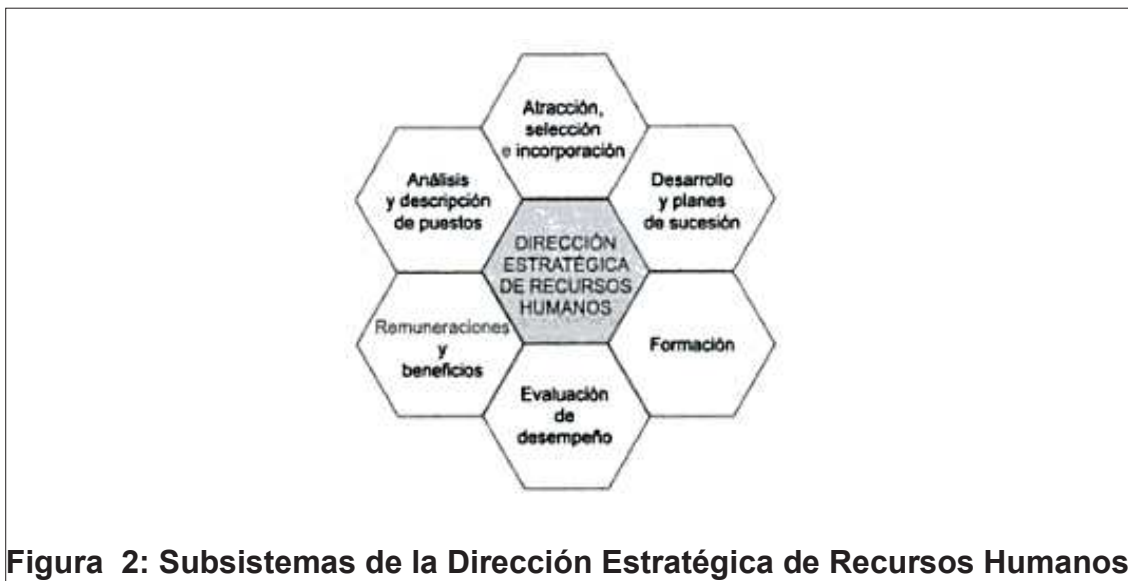 Atracción,
selección
e incorporación
Análisis
y descripción
de puestos
Desarrollo
y planes
de sucesión
DIRECCIÓN
ESTRATÉGICA
DE RECURSOS
HUMANOS
Remuneraciones
y
beneficios
Formación
Evaluación
de
desempeño
Figura 2: Subsistemas de la Dirección Estratégica de Recursos Humanos